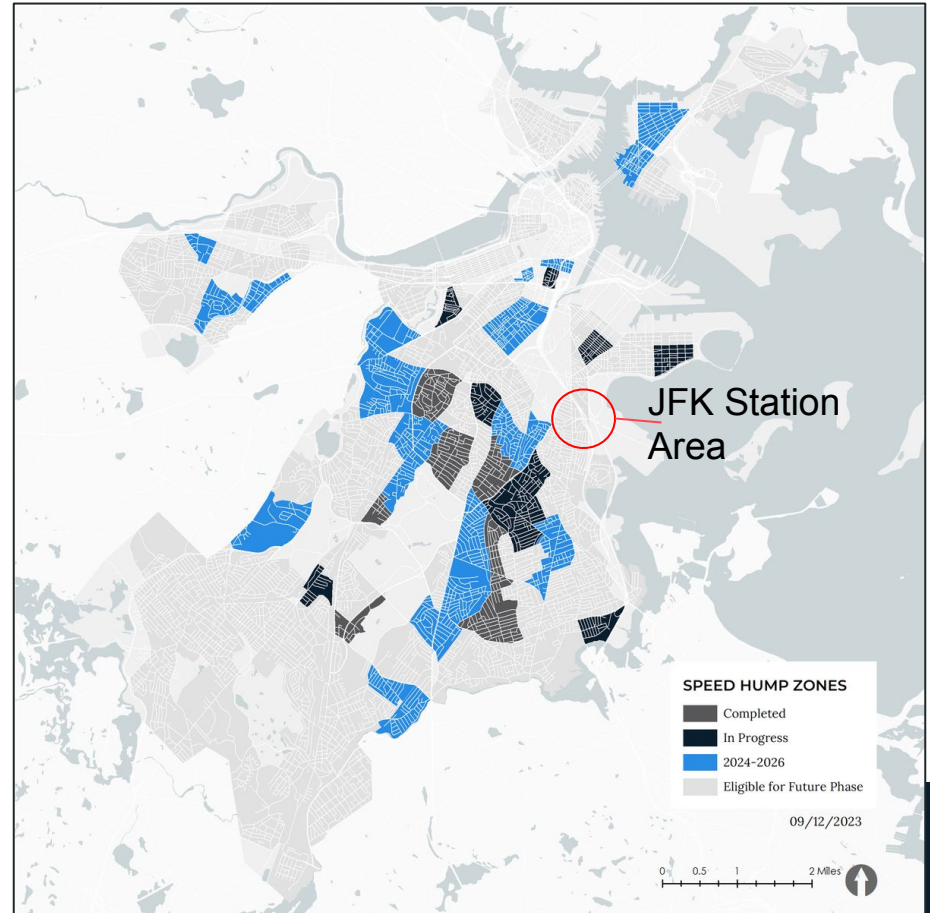 JFK Station
Area
SPEED HUMP ZONES
Completed
In Progress
2024-2026
Eligible for Future Phase
09/12/2023
0 0.5 1 2 Miles